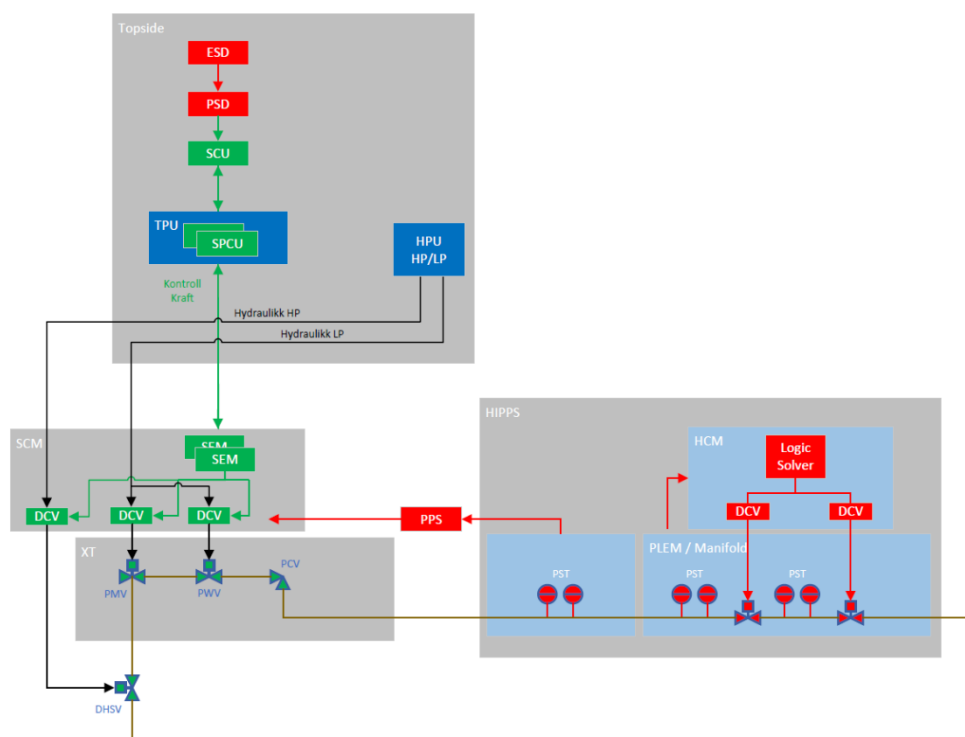 Topside
ESD
PSD
SCU
TPU
SPCU
HPU
HP/LP
Kontroll
Kraft
Hydraulikk HP
Hydraulikk LP
SCM
SEM
SEM
DCV
DCV
DCV
XT
PMV
PWV
PCV
DHSV
PPS
HIPPS
HCM
Logic
Solver
DCV
DCV
PLEM / Manifold
PST
PST
PST